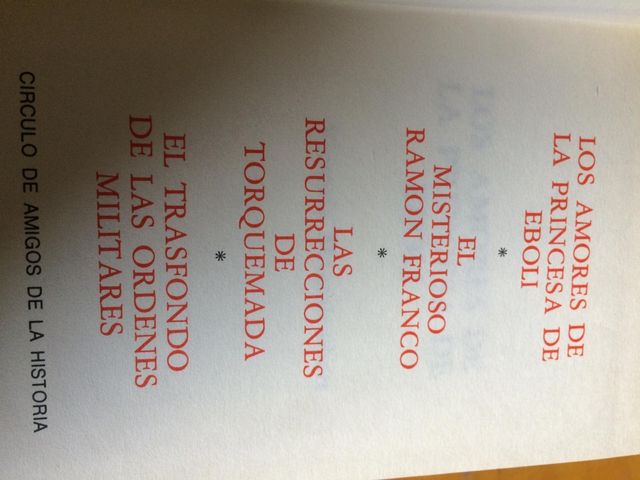 LOS AMORES DE
LA PRINCESA DE
EBOLI
*
EL
MISTERIOSO
RAMON FRANCO
*
LAS
RESURRECCIONES
DE
TORQUEMADA
*
EL TRASFONDO
DE LAS ORDENES
MILITARES
CIRCULO DE AMIGOS DE LA HISTORIA